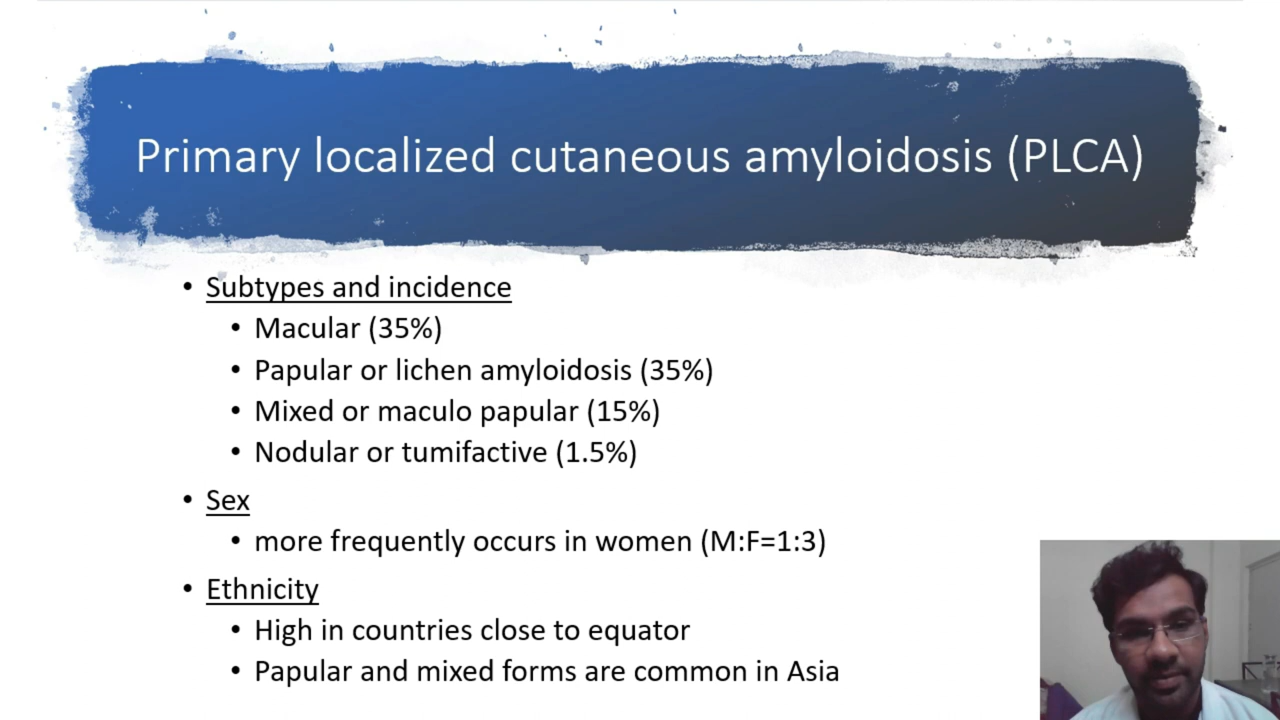 Primary localized cutaneous amyloidosis (PLCA)
• Subtypes and incidence
• Macular (35%)
• Papular or lichen amyloidosis (35%)
• Mixed or maculo papular (15%)
• Nodular or tumifactive (1.5%)
• Sex
• more frequently occurs in women (M:F=1:3)
• Ethnicity
• High in countries close to equator
• Papular and mixed forms are common in Asia